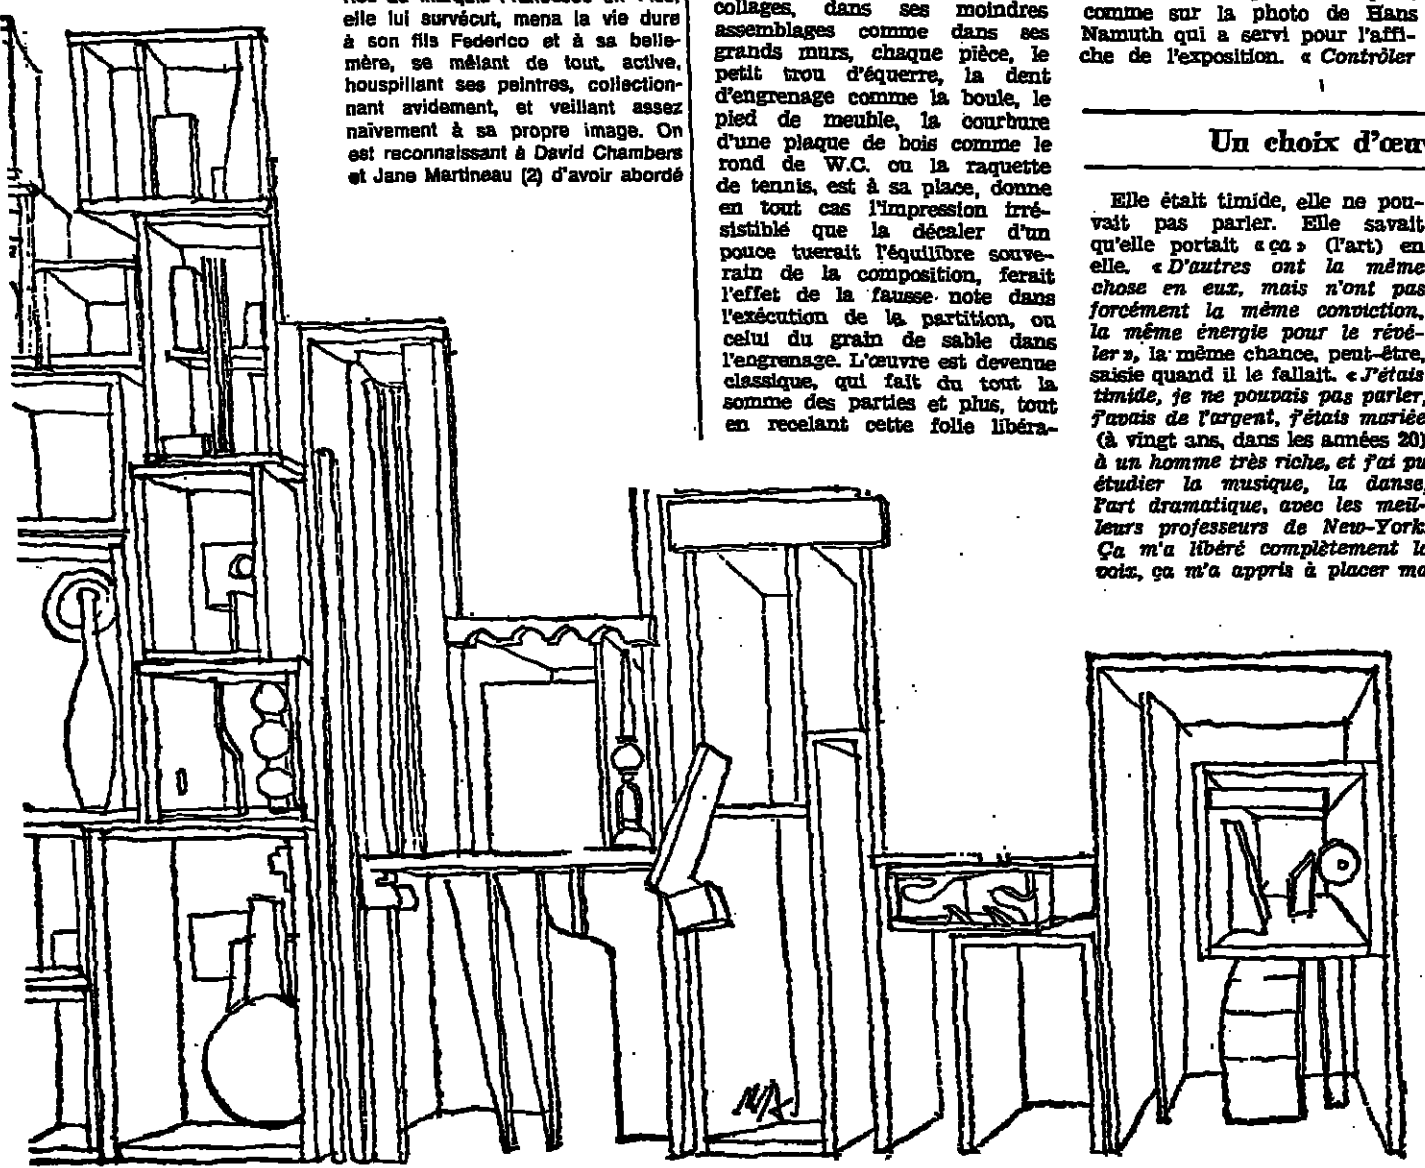 elle lui survécut, mena la vie dure
à son fils Federico et à sa belle-
mère, se mêlant de tout, active,
houspillant ses peintres, collection-
nant avidement, et veillant assez
naïvement à sa propre image. On
est reconnaissant à David Chambers
et Jane Martineau (2) d'avoir abordé
collages, dans ses moindres
assemblages comme dans ses
grands murs, chaque pièce, le
petit trou d'équerre, la dent
d'engrenage comme la boule, le
pied de meuble, la courbure
d'une plaque de bois comme le
rond de W.C. ou la raquette
de tennis, est à sa place, donne
en tout cas l'impression irré-
sistible que la décaler d'un
pouce tuerait l'équilibre souve-
rain de la composition, ferait
l'effet de la fausse note dans
l'exécution de la partition, ou
celui du grain de sable dans
l'engrenage. L'œuvre est devenue
classique, qui fait du tout la
somme des parties et plus, tout
en recelant cette folle libéra-
comme sur la photo de Hans
Namuth qui a servi pour l'affi-
che de l'exposition. « Contrôler
Un choix d'œuv
Elle était timide, elle ne pou-
vait pas parler. Elle savait
qu'elle portait « ça » (l'art) en
elle. « D'autres ont la même
chose en eux, mais n'ont pas
forcément la même conviction,
la même énergie pour le révé-
ler », la même chance, peut-être,
saisie quand il le fallait. « J'étais
timide, je ne pouvais pas parler,
j'avais de l'argent, j'étais mariée
(à vingt ans, dans les années 20)
à un homme très riche, et j'ai pu
étudier la musique, la danse,
l'art dramatique, avec les meil-
leurs professeurs de New-York.
Ça m'a libéré complètement la
voix, ça m'a appris à placer ma